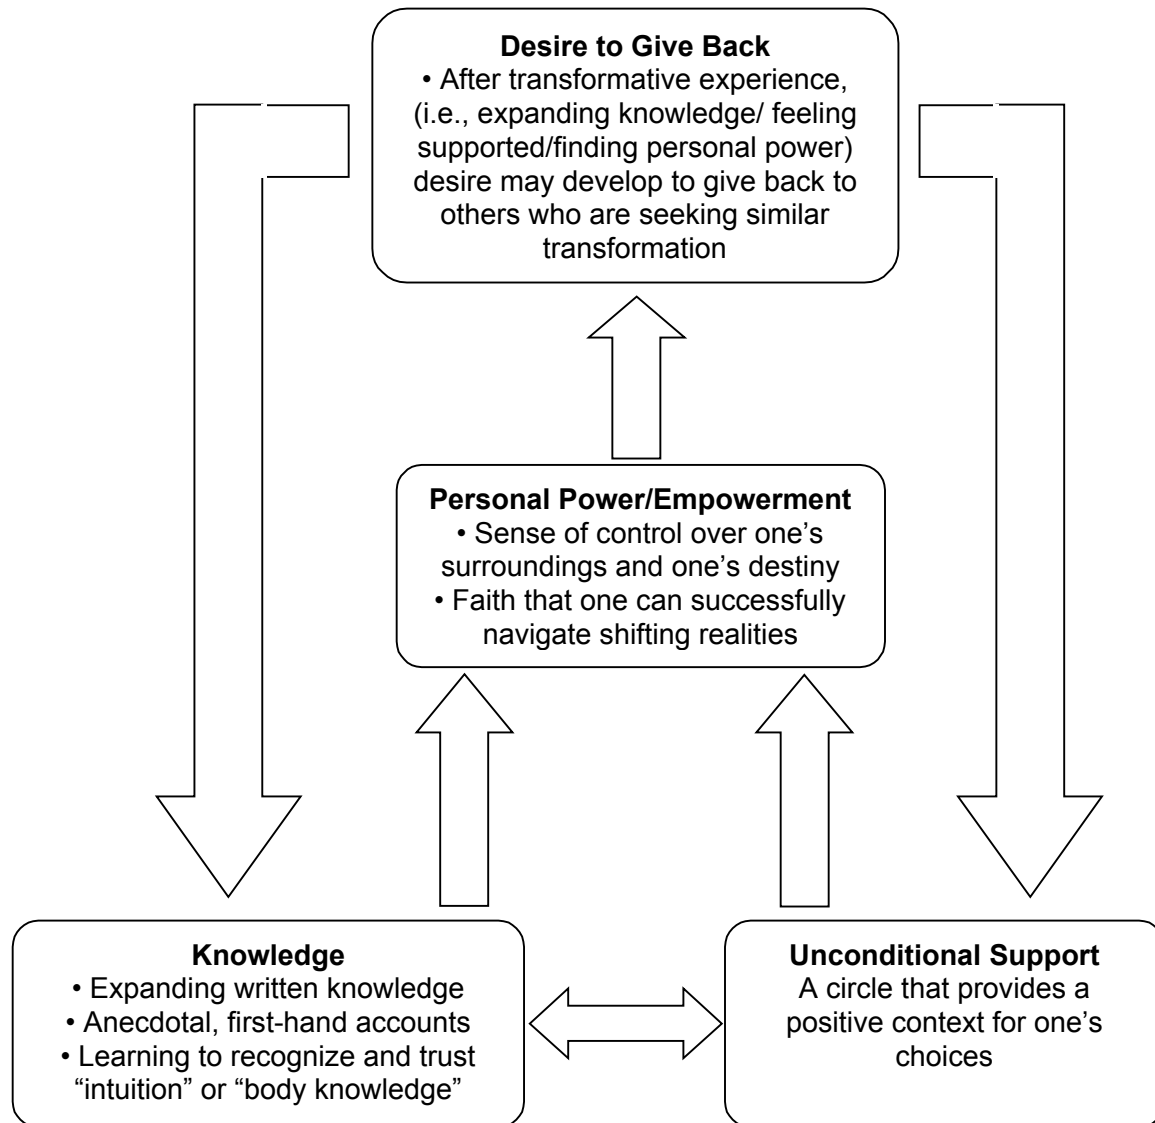 Desire to Give Back
• After transformative experience,
(i.e., expanding knowledge/ feeling
supported/finding personal power)
desire may develop to give back to
others who are seeking similar
transformation
Personal Power/Empowerment
• Sense of control over one’s
surroundings and one’s destiny
• Faith that one can successfully
navigate shifting realities
Knowledge
• Expanding written knowledge
• Anecdotal, first-hand accounts
• Learning to recognize and trust
“intuition” or “body knowledge”
Unconditional Support
A circle that provides a
positive context for one’s
choices